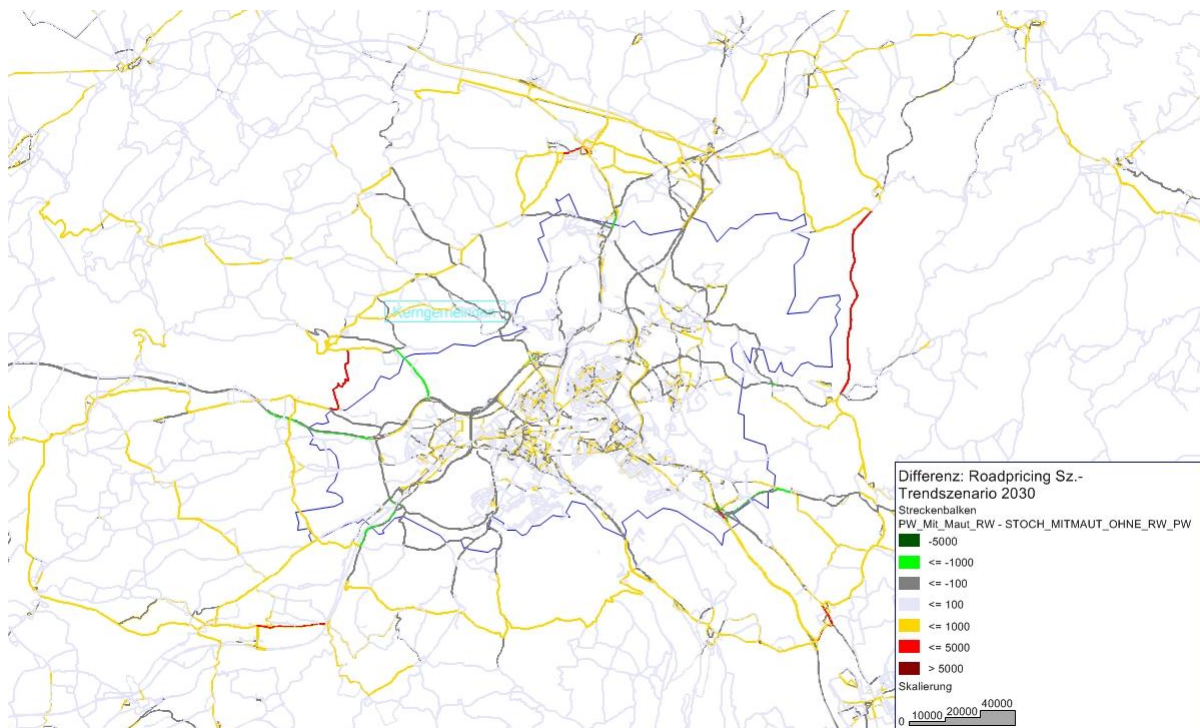 Kerngemeinden
Differenz: Roadpricing Sz.-
Trendszenario 2030
Streckenbalken
PW_Mit_Maut_RW - STOCH_MITMAUT_OHNE_RW_PW
-5000
<= -1000
<= -100
<= 100
<= 1000
<= 5000
> 5000
Skalierung
0 10000 20000 40000